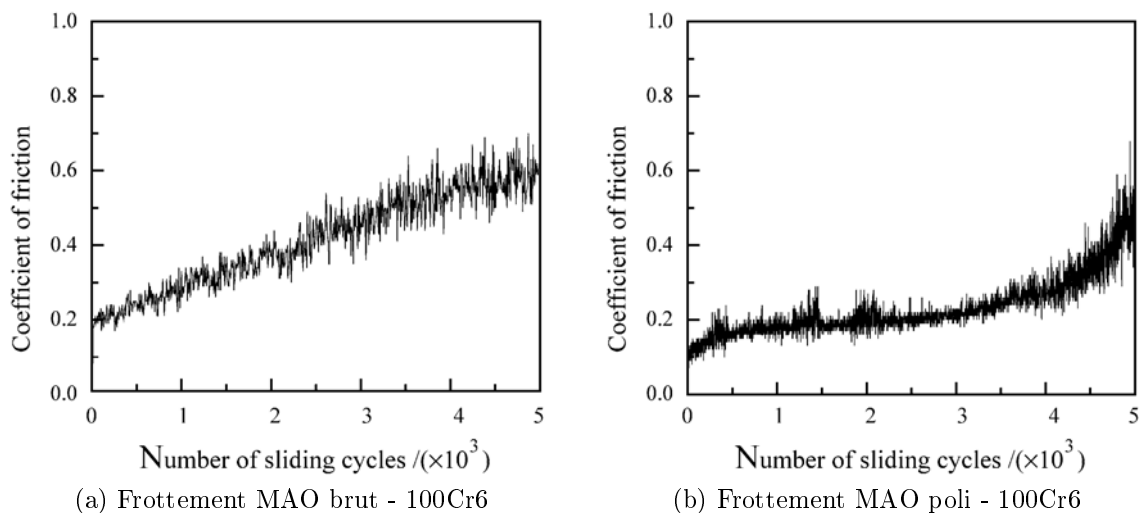 1.0
0.8
0.6
0.4
0.2
0.0
Coefficient of friction
0 1 2 3 4 5
Number of sliding cycles /(×10³)
(a) Frottement MAO brut - 100Cr6
1.0
0.8
0.6
0.4
0.2
0.0
Coefficient of friction
0 1 2 3 4 5
Number of sliding cycles /(×10³)
(b) Frottement MAO poli - 100Cr6